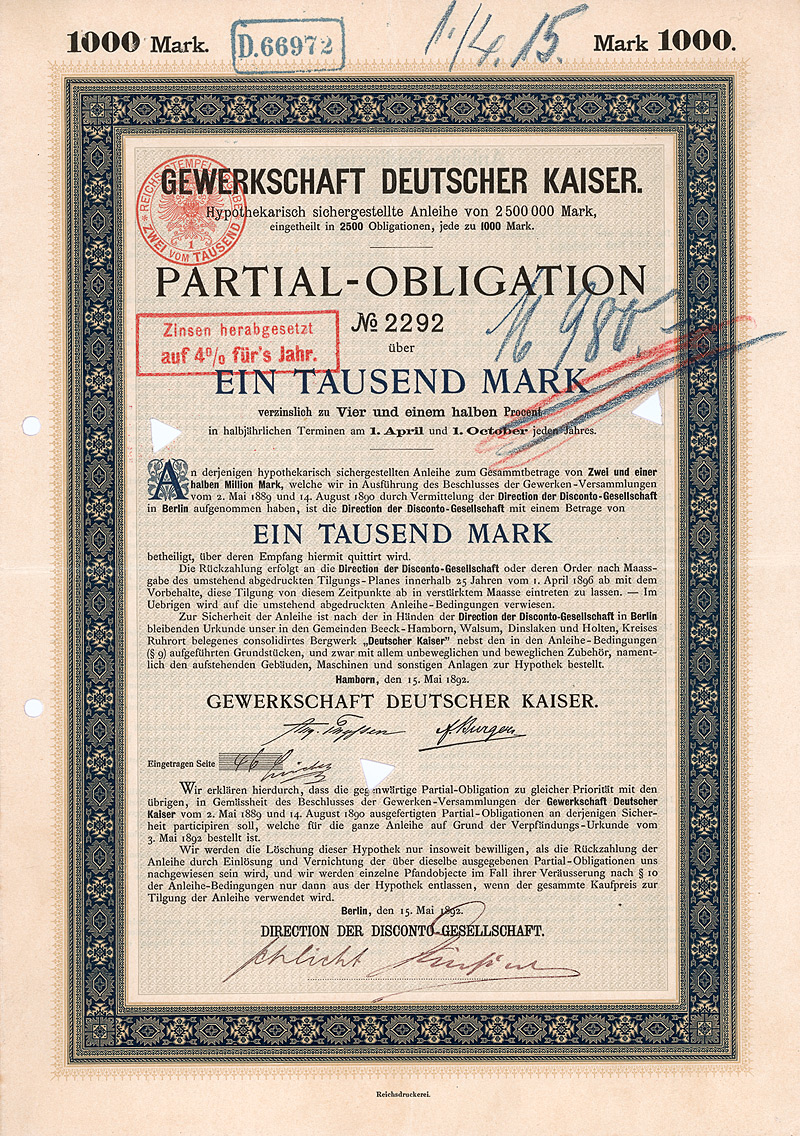 1000 Mark.
D.66972
1./4.15.
Mark 1000.
REICHSSTEMPELABGABE
ZWEI VOM TAUSEND
1
GEWERKSCHAFT DEUTSCHER KAISER.
Hypothekarisch sichergestellte Anleihe von 2 500 000 Mark,
eingetheilt in 2500 Obligationen, jede zu 1000 Mark.
PARTIAL-OBLIGATION
Zinsen herabgesetzt
auf 4% für's Jahr.
№ 2292
980.-
über
EIN TAUSEND MARK
verzinslich zu Vier und einem halben Procent
in halbjährlichen Terminen am 1. April und 1. October jeden Jahres.
An derjenigen hypothekarisch sichergestellten Anleihe zum Gesammtbetrage von Zwei und einer
halben Million Mark, welche wir in Ausführung des Beschlusses der Gewerken-Versammlungen
vom 2. Mai 1889 und 14. August 1890 durch Vermittelung der Direction der Disconto-Gesellschaft
in Berlin aufgenommen haben, ist die Direction der Disconto-Gesellschaft mit einem Betrage von
EIN TAUSEND MARK
betheiligt, über deren Empfang hiermit quittirt wird.
Die Rückzahlung erfolgt an die Direction der Disconto-Gesellschaft oder deren Order nach Maass-
gabe des umstehend abgedruckten Tilgungs-Planes innerhalb 25 Jahren vom 1. April 1896 ab mit dem
Vorbehalte, diese Tilgung von diesem Zeitpunkte ab in verstärktem Maasse eintreten zu lassen. — Im
Uebrigen wird auf die umstehend abgedruckten Anleihe-Bedingungen verwiesen.
Zur Sicherheit der Anleihe ist nach der in Händen der Direction der Disconto-Gesellschaft in Berlin
bleibenden Urkunde unser in den Gemeinden Beeck-Hamborn, Walsum, Dinslaken und Holten, Kreises
Ruhrort belegenes consolidirtes Bergwerk „Deutscher Kaiser" nebst den in den Anleihe-Bedingungen
(§ 9) aufgeführten Grundstücken, und zwar mit allem unbeweglichen und beweglichen Zubehör, nament-
lich den aufstehenden Gebäuden, Maschinen und sonstigen Anlagen zur Hypothek bestellt.
Hamborn, den 15. Mai 1892.
GEWERKSCHAFT DEUTSCHER KAISER.
Aug. Thyssen A. Burgers
Eingetragen Seite 46
Wir erklären hierdurch, dass die gegenwärtige Partial-Obligation zu gleicher Priorität mit den
übrigen, in Gemässheit des Beschlusses der Gewerken-Versammlungen der Gewerkschaft Deutscher
Kaiser vom 2. Mai 1889 und 14. August 1890 ausgefertigten Partial-Obligationen an derjenigen Sicher-
heit participiren soll, welche für die ganze Anleihe auf Grund der Verpfändungs-Urkunde vom
3. Mai 1892 bestellt ist.
Wir werden die Löschung dieser Hypothek nur insoweit bewilligen, als die Rückzahlung der
Anleihe durch Einlösung und Vernichtung der über dieselbe ausgegebenen Partial-Obligationen uns
nachgewiesen sein wird, und wir werden einzelne Pfandobjecte im Fall ihrer Veräusserung nach § 10
der Anleihe-Bedingungen nur dann aus der Hypothek entlassen, wenn der gesammte Kaufpreis zur
Tilgung der Anleihe verwendet wird.
Berlin, den 15. Mai 1892.
DIRECTION DER DISCONTO-GESELLSCHAFT.
Schlicht
Reichsdruckerei.